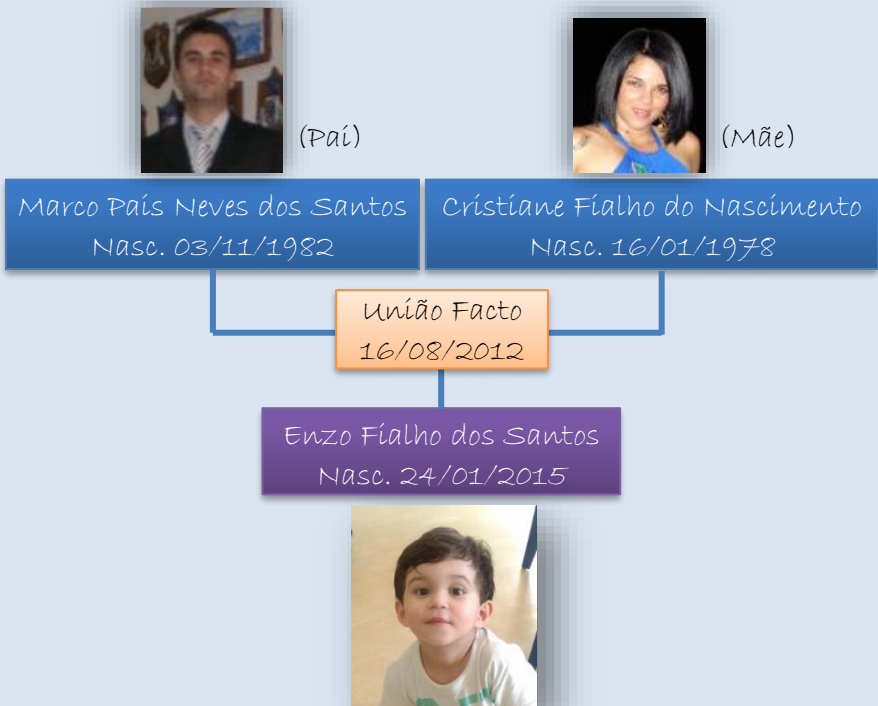 (Pai)
(Mãe)
Marco Pais Neves dos Santos
Nasc. 03/11/1982
Cristiane Fialho do Nascimento
Nasc. 16/01/1978
União Facto
16/08/2012
Enzo Fialho dos Santos
Nasc. 24/01/2015